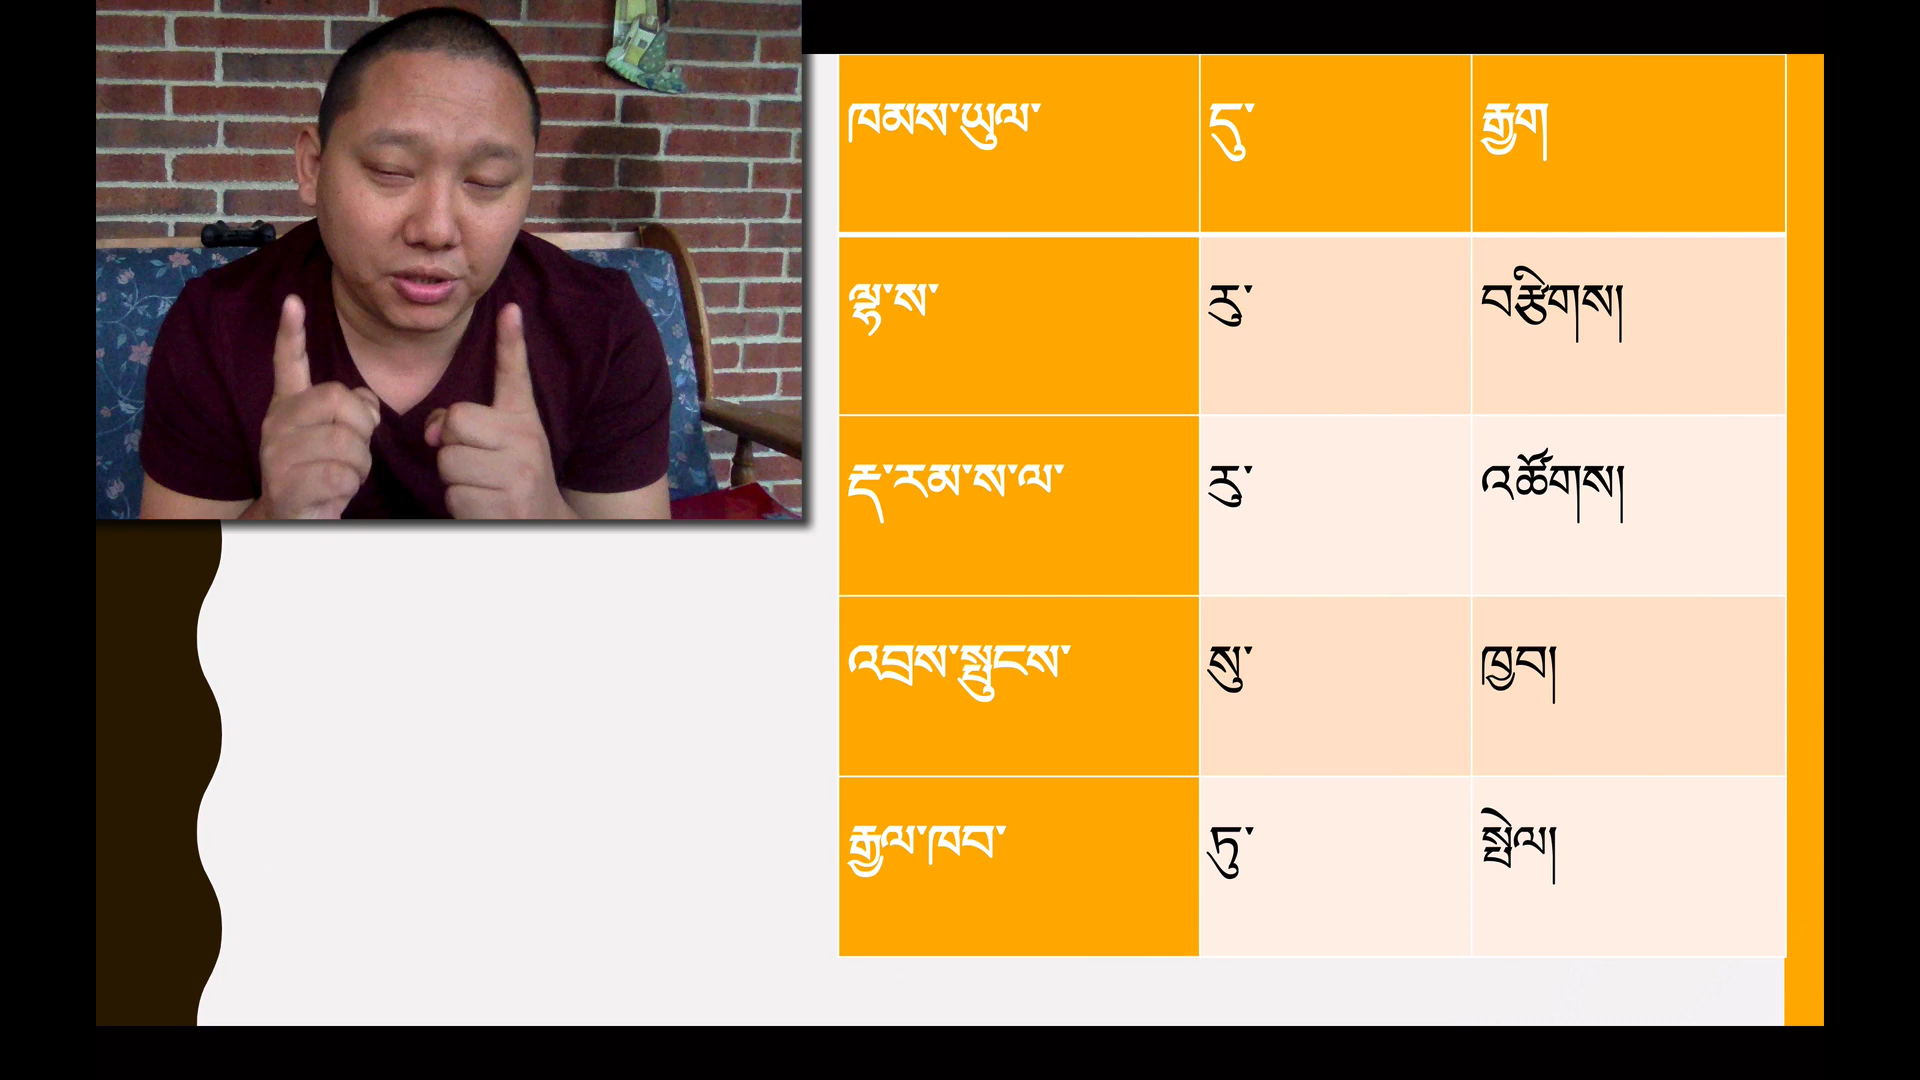 ཁམས་ཡུལ་ དུ་ རྒྱག
ལྷ་ས་ རུ་ བརྩིགས།
རྡ་རམ་ས་ལ་ རུ་ འཚོགས།
འབྲས་སྤུངས་ སུ་ ཁྱབ།
རྒྱལ་ཁབ་ ཏུ་ སྤེལ།